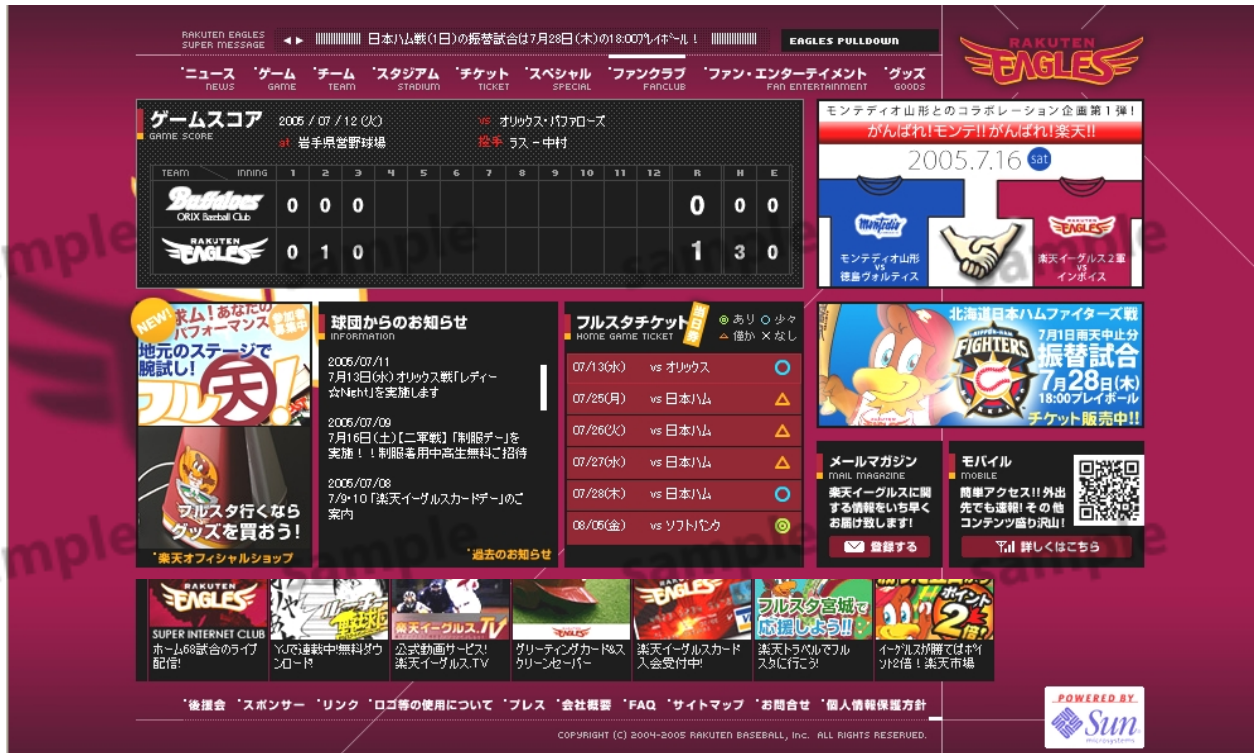 RAKUTEN EAGLES
SUPER MESSAGE
日本ハム戦(1日)の振替試合は7月28日(木)の18:00プレイボール！
EAGLES PULLDOWN
RAKUTEN
EAGLES
ニュース ゲーム チーム スタジアム チケット スペシャル ファンクラブ ファン・エンターテイメント グッズ
NEWS GAME TEAM STADIUM TICKET SPECIAL FANCLUB FAN ENTERTAINMENT GOODS
ゲームスコア
GAME SCORE
2005 / 07 / 12 (火)
vs オリックス・バファローズ
at 岩手県営野球場
投手 ラス - 中村
TEAM INNING 1 2 3 4 5 6 7 8 9 10 11 12 R H E
Buffaloes
ORIX Baseball Club
0 0 0 0 0 0
RAKUTEN
EAGLES
0 1 0 1 3 0
モンテディオ山形とのコラボレーション企画第1弾！
がんばれ!モンテ!!がんばれ!楽天!!
2005.7.16 sat
Montedio
モンテディオ山形
vs
徳島ヴォルティス
RAKUTEN
EAGLES
楽天イーグルス2軍
vs
インボイス
NEW!
求ム！あなたの
パフォーマンス
参加者
募集中
地元のステージで
腕試し!
フル天!
フルスタ行くなら
グッズを買おう!
楽天オフィシャルショップ
球団からのお知らせ
INFORMATION
2005/07/11
7月13日(水)オリックス戦「レディー
☆Night」を実施します
2005/07/09
7月16日(土)【二軍戦】「制服デー」を
実施！！制服着用中高生無料ご招待
2005/07/08
7/9・10「楽天イーグルスカードデー」のご
案内
過去のお知らせ
フルスタチケット
HOME GAME TICKET
当日券
◎あり ○少々
△僅か ×なし
07/13(水) vs オリックス ○
07/25(月) vs 日本ハム △
07/26(火) vs 日本ハム △
07/27(水) vs 日本ハム △
07/28(木) vs 日本ハム ○
08/05(金) vs ソフトバンク ◎
北海道日本ハムファイターズ戦
NIPPON-HAM
FIGHTERS
HOKKAIDO
7月1日雨天中止分
振替試合
7月28日(木)
18:00プレイボール
チケット販売中!!
メールマガジン
MAIL MAGAZINE
楽天イーグルスに関
する情報をいち早く
お届け致します!
登録する
モバイル
MOBILE
簡単アクセス!!外出
先でも速報!その他
コンテンツ盛り沢山!
詳しくはこちら
RAKUTEN
EAGLES
SUPER INTERNET CLUB
ホーム68試合のライブ
配信!
YJで連載中!無料ダウ
ンロード!
楽天イーグルス.TV
公式動画サービス!
楽天イーグルス.TV
EAGLES
グリーティングカード&ス
クリーンセーバー
RAKUTEN
EAGLES
楽天イーグルスカード
入会受付中!
フルスタ宮城で
応援しよう!!
楽天トラベルでフル
スタに行こう!
ポイント
2倍!
イーグルスが勝てばポイ
ント2倍！楽天市場
後援会 スポンサー リンク ロゴ等の使用について プレス 会社概要 FAQ サイトマップ お問合せ 個人情報保護方針
COPYRIGHT (C) 2004-2005 RAKUTEN BASEBALL, Inc. ALL RIGHTS RESERVED.
POWERED BY
Sun
microsystems